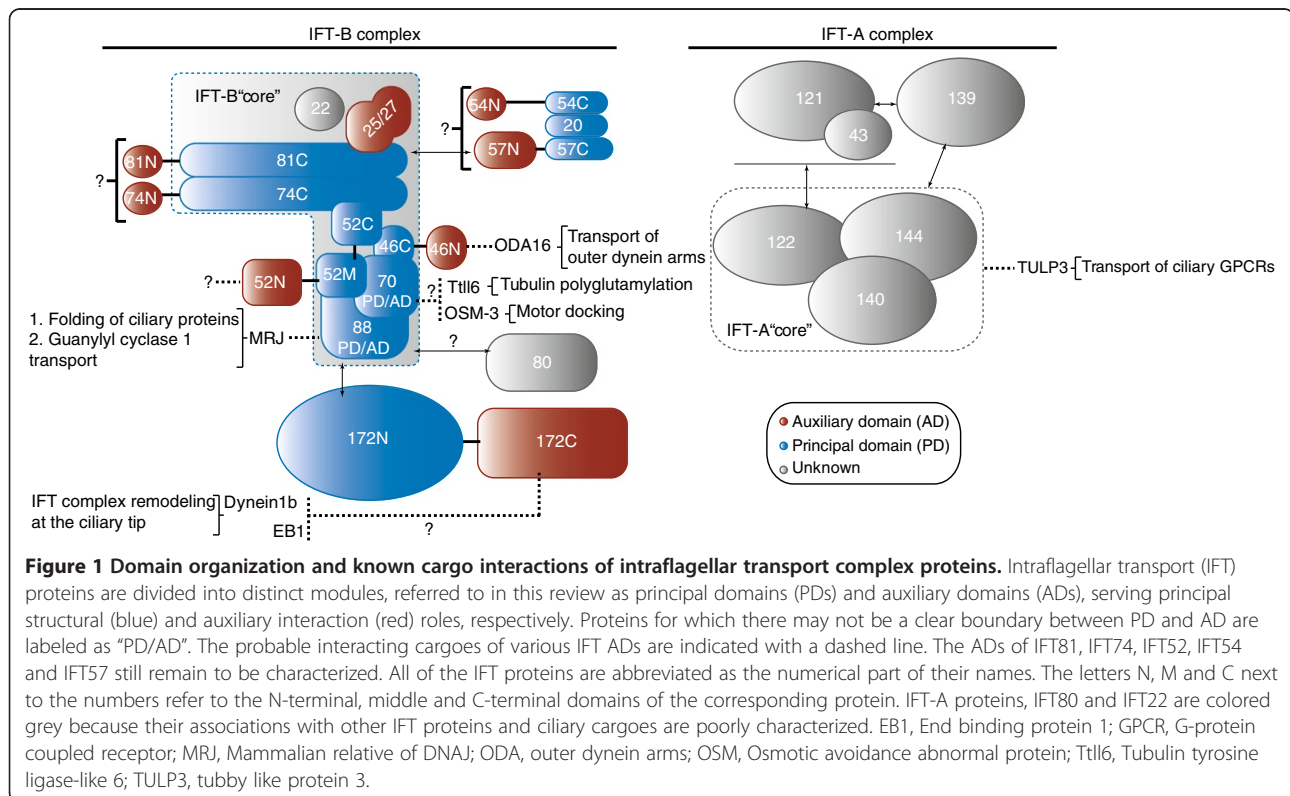 IFT-B complex
IFT-B“core”
22
25/27
54N
54C
20
57N
57C
?
81N
81C
?
74N
74C
52C
46C
46N
ODA16
Transport of
outer dynein arms
?
52N
52M
70
PD/AD
?
Ttll6
Tubulin polyglutamylation
OSM-3
Motor docking
1. Folding of ciliary proteins
2. Guanylyl cyclase 1
transport
MRJ
88
PD/AD
?
80
172N
172C
IFT complex remodeling
at the ciliary tip
Dynein1b
EB1
?
IFT-A complex
121
43
139
122
144
140
IFT-A“core”
TULP3
Transport of ciliary GPCRs
Auxiliary domain (AD)
Principal domain (PD)
Unknown
Figure 1 Domain organization and known cargo interactions of intraflagellar transport complex proteins. Intraflagellar transport (IFT)
proteins are divided into distinct modules, referred to in this review as principal domains (PDs) and auxiliary domains (ADs), serving principal
structural (blue) and auxiliary interaction (red) roles, respectively. Proteins for which there may not be a clear boundary between PD and AD are
labeled as “PD/AD”. The probable interacting cargoes of various IFT ADs are indicated with a dashed line. The ADs of IFT81, IFT74, IFT52, IFT54
and IFT57 still remain to be characterized. All of the IFT proteins are abbreviated as the numerical part of their names. The letters N, M and C next
to the numbers refer to the N-terminal, middle and C-terminal domains of the corresponding protein. IFT-A proteins, IFT80 and IFT22 are colored
grey because their associations with other IFT proteins and ciliary cargoes are poorly characterized. EB1, End binding protein 1; GPCR, G-protein
coupled receptor; MRJ, Mammalian relative of DNAJ; ODA, outer dynein arms; OSM, Osmotic avoidance abnormal protein; Ttll6, Tubulin tyrosine
ligase-like 6; TULP3, tubby like protein 3.